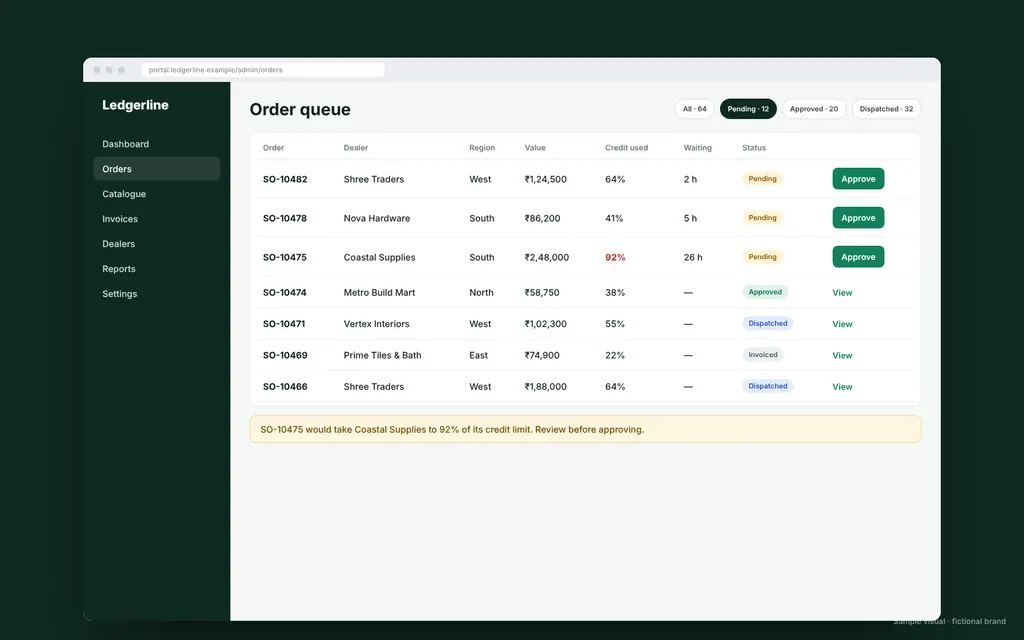 portal.ledgerline.example/admin/orders
Ledgerline
Dashboard
Orders
Catalogue
Invoices
Dealers
Reports
Settings
Order queue
All · 64 Pending · 12 Approved · 20 Dispatched · 32
Order Dealer Region Value Credit used Waiting Status
SO-10482 Shree Traders West ₹1,24,500 64% 2 h Pending Approve
SO-10478 Nova Hardware South ₹86,200 41% 5 h Pending Approve
SO-10475 Coastal Supplies South ₹2,48,000 92% 26 h Pending Approve
SO-10474 Metro Build Mart North ₹58,750 38% — Approved View
SO-10471 Vertex Interiors West ₹1,02,300 55% — Dispatched View
SO-10469 Prime Tiles & Bath East ₹74,900 22% — Invoiced View
SO-10466 Shree Traders West ₹1,88,000 64% — Dispatched View
SO-10475 would take Coastal Supplies to 92% of its credit limit. Review before approving.
Sample visual · fictional brand